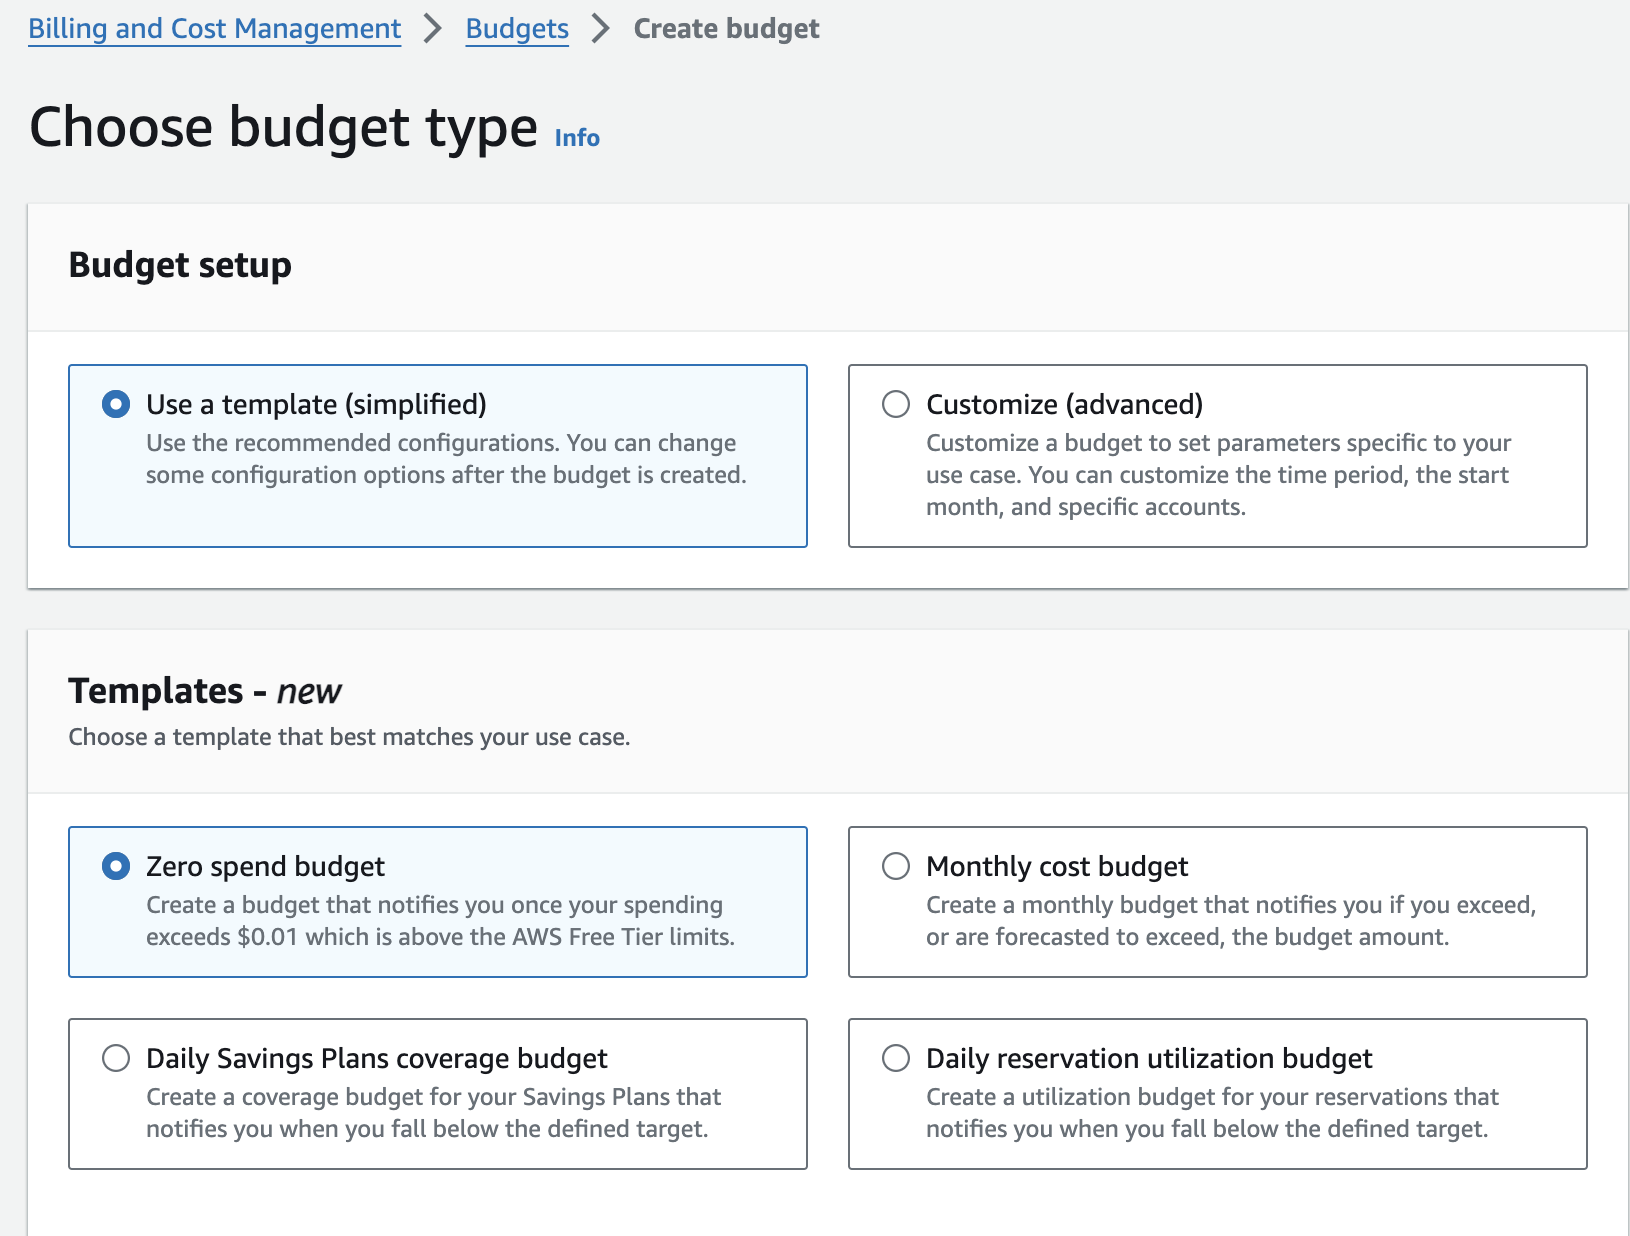 Billing and Cost Management > Budgets > Create budget
Choose budget type Info
Budget setup
Use a template (simplified)
Use the recommended configurations. You can change
some configuration options after the budget is created.
Customize (advanced)
Customize a budget to set parameters specific to your
use case. You can customize the time period, the start
month, and specific accounts.
Templates - new
Choose a template that best matches your use case.
Zero spend budget
Create a budget that notifies you once your spending
exceeds $0.01 which is above the AWS Free Tier limits.
Monthly cost budget
Create a monthly budget that notifies you if you exceed,
or are forecasted to exceed, the budget amount.
Daily Savings Plans coverage budget
Create a coverage budget for your Savings Plans that
notifies you when you fall below the defined target.
Daily reservation utilization budget
Create a utilization budget for your reservations that
notifies you when you fall below the defined target.